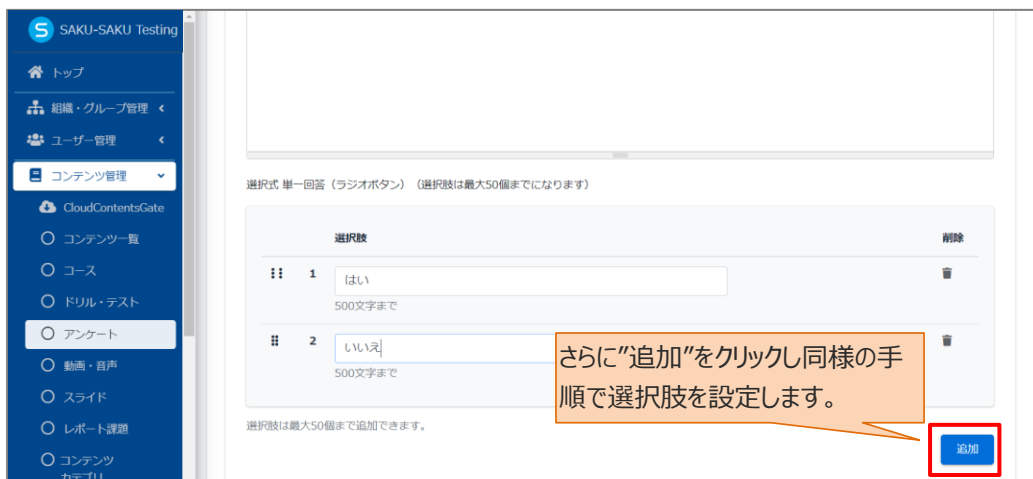 SAKU-SAKU Testing
トップ
組織・グループ管理
ユーザー管理
コンテンツ管理
CloudContentsGate
コンテンツ一覧
コース
ドリル・テスト
アンケート
動画・音声
スライド
レポート課題
コンテンツ
カテゴリ
選択式 単一回答（ラジオボタン）（選択肢は最大50個までになります）
選択肢 削除
1 はい
500文字まで
2 いいえ
500文字まで
選択肢は最大50個まで追加できます。
さらに”追加”をクリックし同様の手
順で選択肢を設定します。
追加